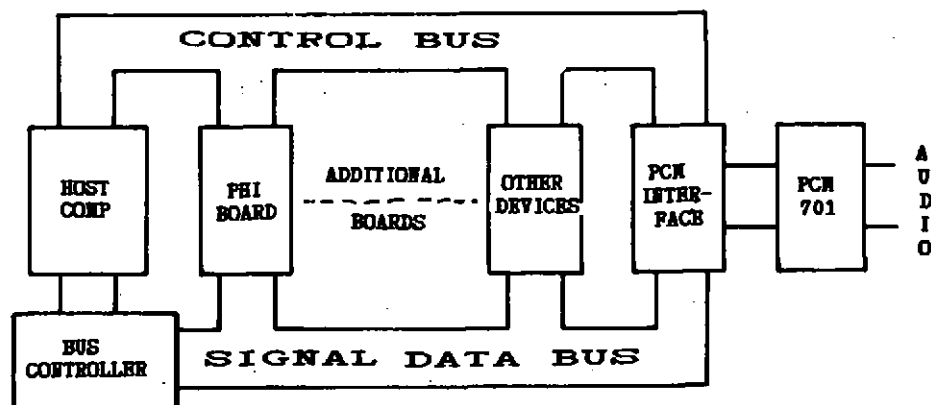 CONTROL BUS
HOST
COMP
PHI
BOARD
ADDITIONAL
BOARDS
OTHER
DEVICES
PCM
INTER-
FACE
PCM
701
AUDIO
BUS
CONTROLLER
SIGNAL DATA BUS